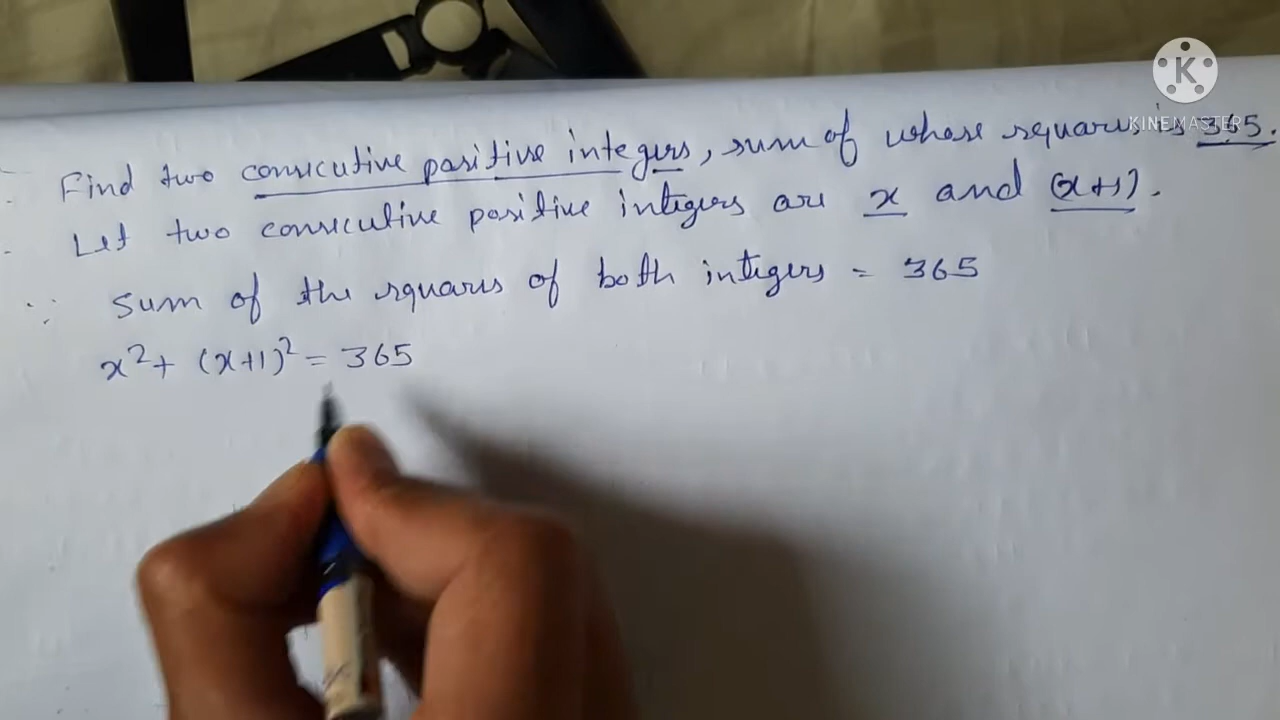 K
KINEMASTER
Find two consecutive positive integers, sum of whose squares is 365.
Let two consecutive positive integers are x and (x+1).
∵ Sum of the squares of both integers = 365
x² + (x+1)² = 365